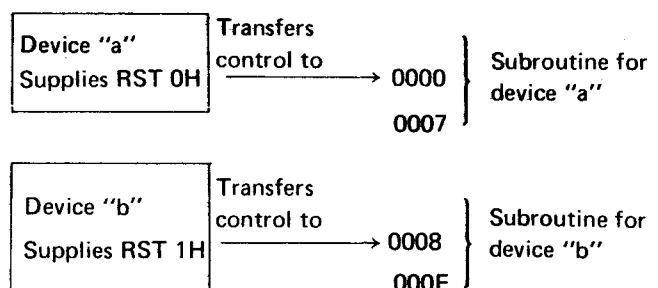 Device “a”
Supplies RST 0H
Transfers
control to
0000
0007
Subroutine for
device “a”
Device “b”
Supplies RST 1H
Transfers
control to
0008
000F
Subroutine for
device “b”